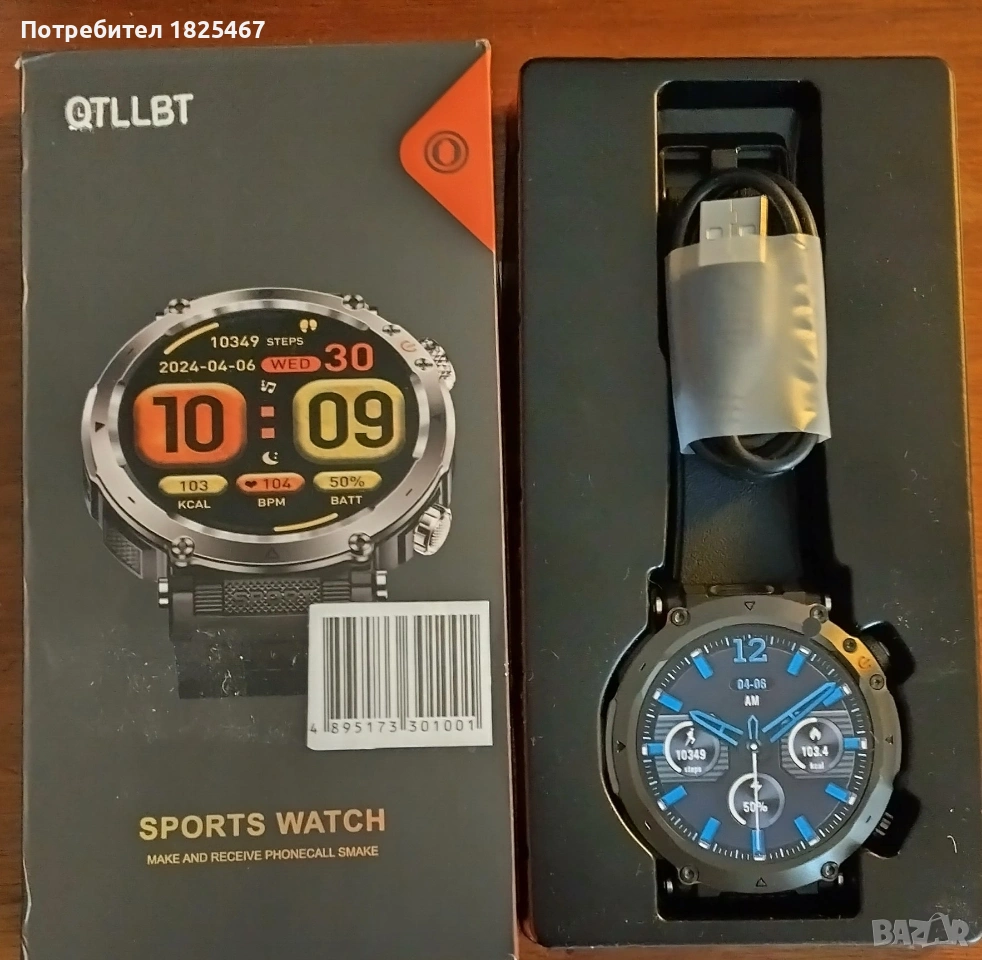 Потребител 1825467
QTLLBT
10349 STEPS
2024-04-06 WED 30
10 09
103 104 50%
KCAL BPM BATT
SPORT
4 895173 301001
SPORTS WATCH
MAKE AND RECEIVE PHONECALL SMAKE
12
04-06
AM
10349
steps
103.4
kcal
50%
BAZAR